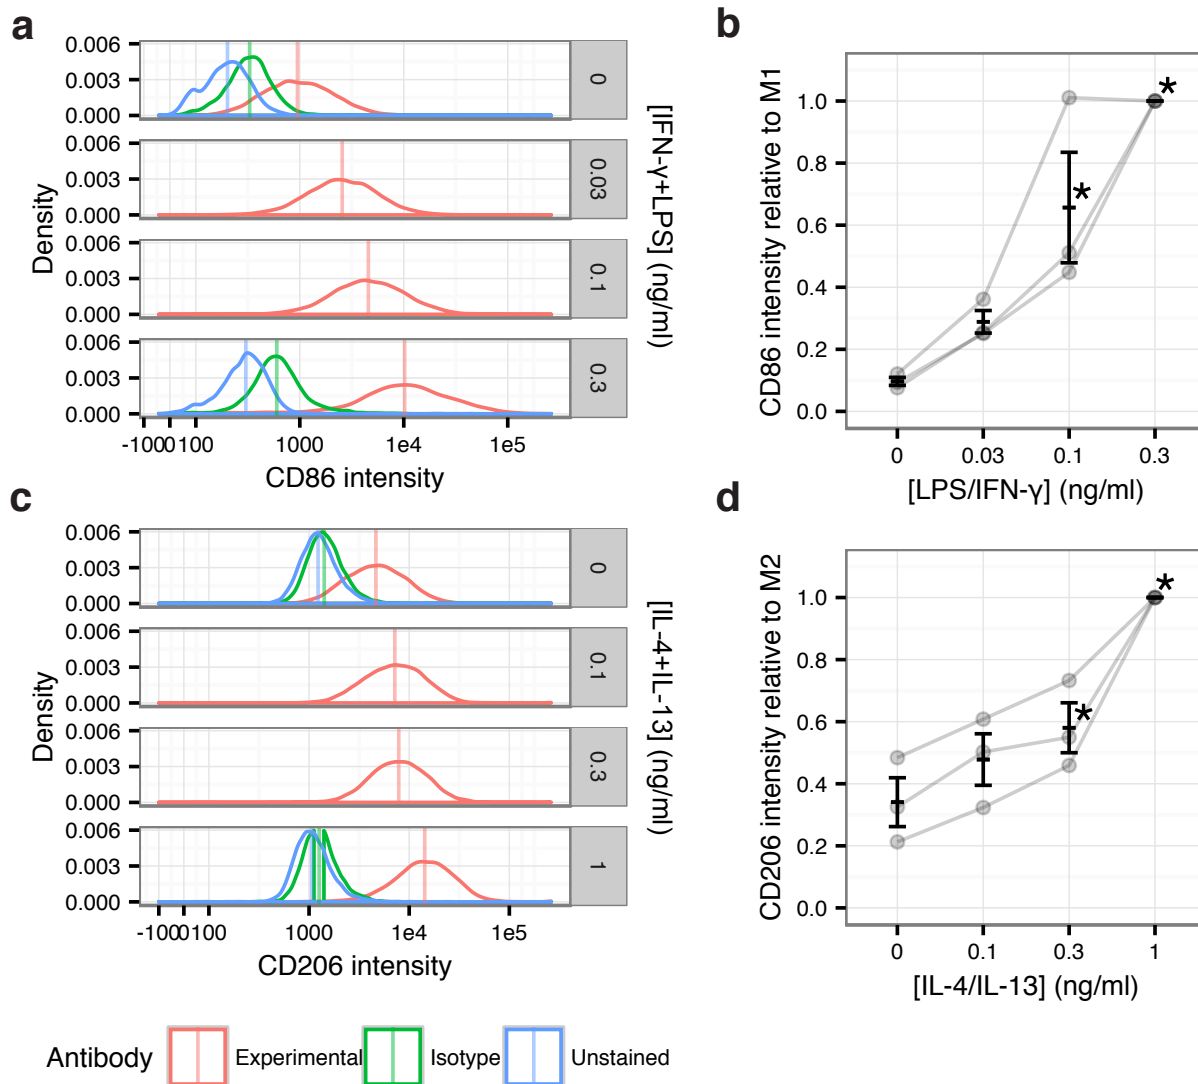 a
0.006
0.003
0.000
0
0.006
0.003
0.000
0.03
0.006
0.003
0.000
0.1
0.006
0.003
0.000
0.3
Density
[IFN-γ+LPS] (ng/ml)
-1000 100 1000 1e4 1e5
CD86 intensity
b
1.0
0.8
0.6
0.4
0.2
0.0
*
*
CD86 intensity relative to M1
0 0.03 0.1 0.3
[LPS/IFN-γ] (ng/ml)
c
0.006
0.003
0.000
0
0.006
0.003
0.000
0.1
0.006
0.003
0.000
0.3
0.006
0.003
0.000
1
Density
Density
[IL-4+IL-13] (ng/ml)
-1000 100 1000 1e4 1e5
CD206 intensity
d
1.0
0.8
0.6
0.4
0.2
0.0
*
*
CD206 intensity relative to M2
0 0.1 0.3 1
[IL-4/IL-13] (ng/ml)
Antibody Experimental Isotype Unstained